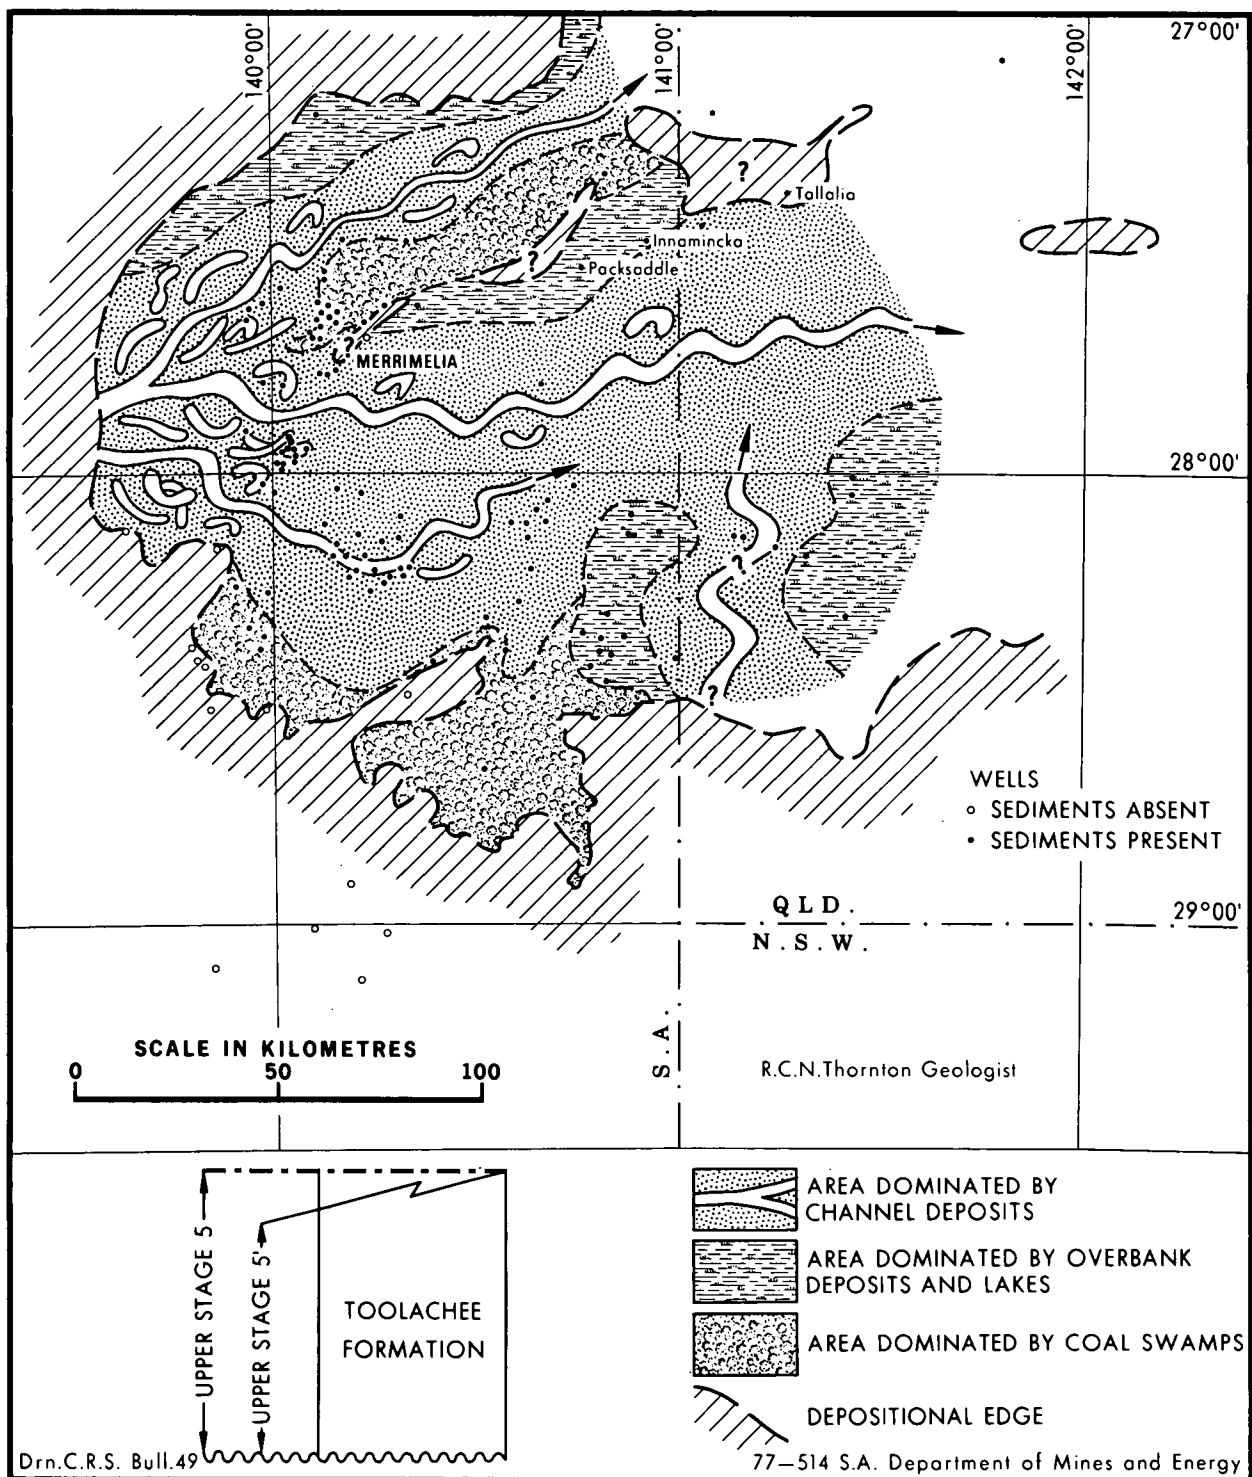 140°00'
141°00'
142°00'
27°00'
?
Tallalia
Innamincka
?
Packsaddle
?
MERRIMELIA
28°00'
?
?
WELLS
SEDIMENTS ABSENT
SEDIMENTS PRESENT
QLD.
29°00'
N.S.W.
S.A.
SCALE IN KILOMETRES
0 50 100
R.C.N.Thornton Geologist
UPPER STAGE 5
UPPER STAGE 5'
TOOLACHEE
FORMATION
AREA DOMINATED BY
CHANNEL DEPOSITS
AREA DOMINATED BY OVERBANK
DEPOSITS AND LAKES
AREA DOMINATED BY COAL SWAMPS
DEPOSITIONAL EDGE
Drn.C.R.S. Bull.49
77–514 S.A. Department of Mines and Energy